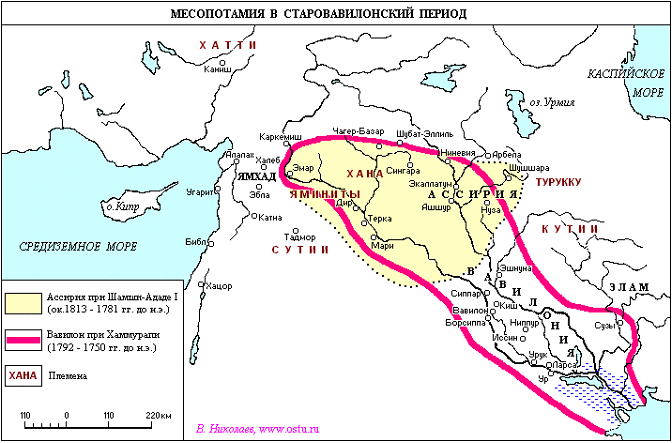 МЕСОПОТАМИЯ В СТАРОВАВИЛОНСКИЙ ПЕРИОД
ХАТТИ
Каниш
КАСПИЙСКОЕ
МОРЕ
оз. Урмия
Каркемиш
Чагер-Базар
Шубат-Эллиль
Ниневия
Арбела
Алалах
Халеб
ЯМХАД
Эмар
ХАНА
Сингара
Шушшара
ТУРУККУ
Экаллатум
АССИРИЯ
Угарит
Эбла
ЯМИНИТЫ
Дир
Ашшур
Нуза
о. Кипр
Катна
Терка
КУТИИ
Тадмор
Мари
СРЕДИЗЕМНОЕ МОРЕ
Библ
СУТИИ
Эшнуна
ВАВИЛОНИЯ
ЭЛАМ
Хацор
Сиппар
Киш
Вавилон
Борсиппа
Ниппур
Сузы
Иссин
Урук
Ларса
Ур
Ассирия при Шамши-Ададе I
(ок.1813 - 1781 гг. до н.э.)
Вавилон при Хаммурапи
(1792 - 1750 гг. до н.э.)
ХАНА Племена
110 0 110 220км
В. Николаев, www.ostu.ru